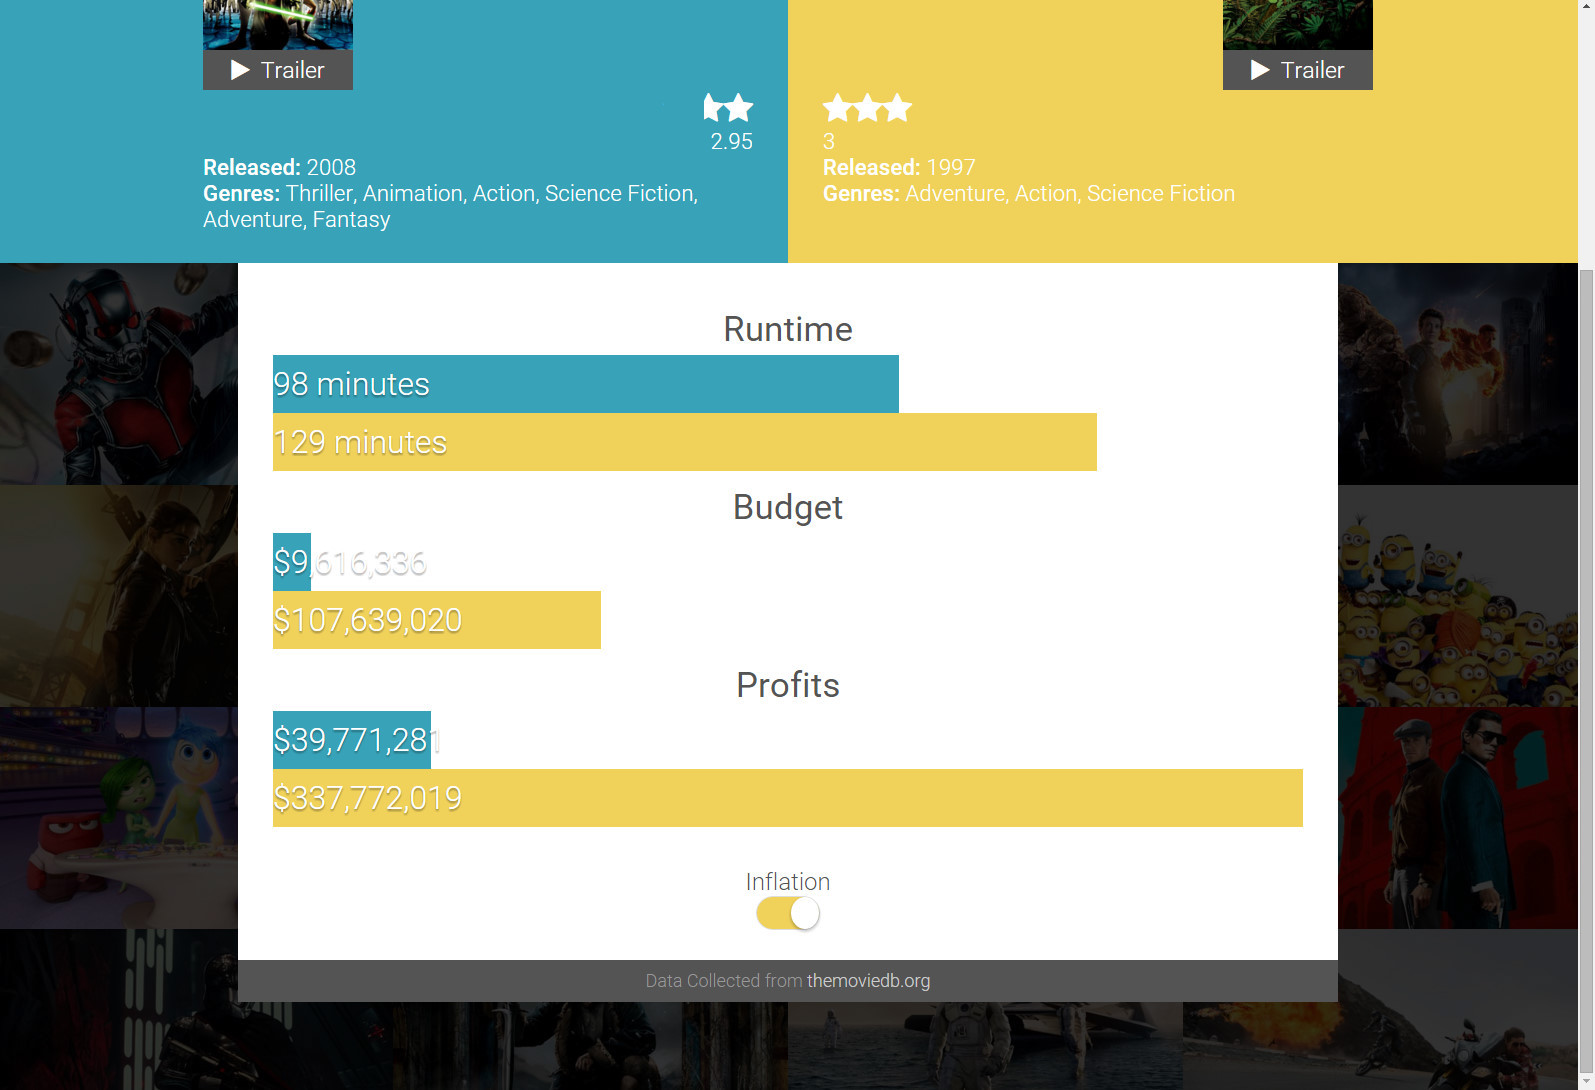 Trailer
Trailer
2.95
Released: 2008
Genres: Thriller, Animation, Action, Science Fiction,
Adventure, Fantasy
3
Released: 1997
Genres: Adventure, Action, Science Fiction
Runtime
98 minutes
129 minutes
Budget
$9,616,336
$107,639,020
Profits
$39,771,281
$337,772,019
Inflation
Data Collected from themoviedb.org